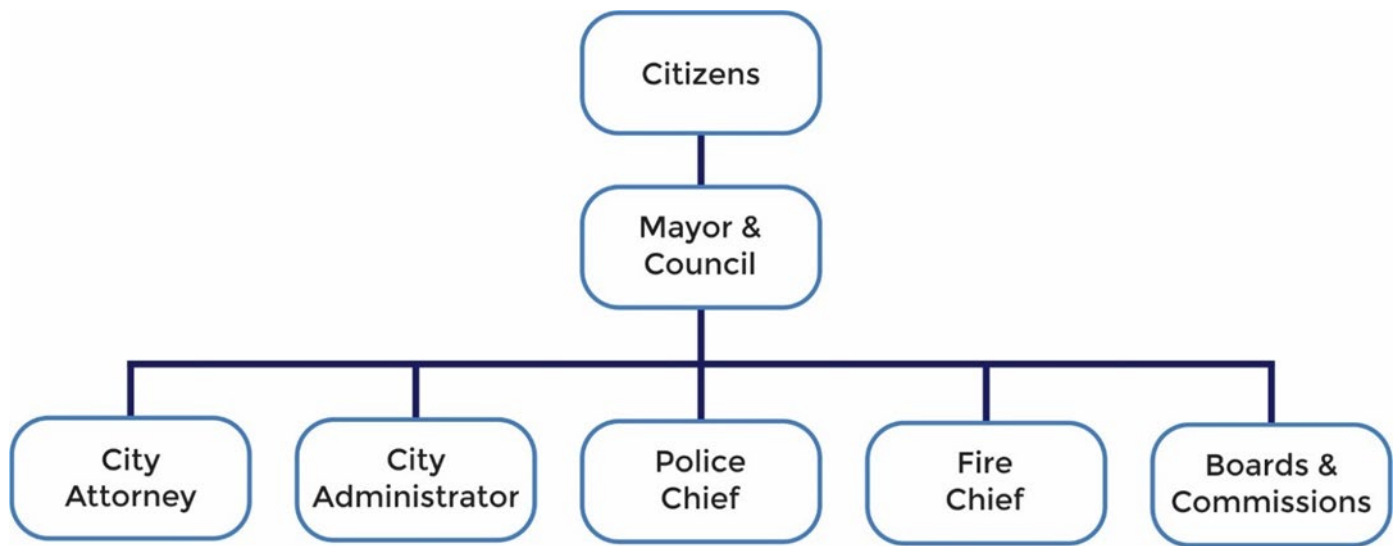 Citizens
Mayor &
Council
City
Attorney
City
Administrator
Police
Chief
Fire
Chief
Boards &
Commissions